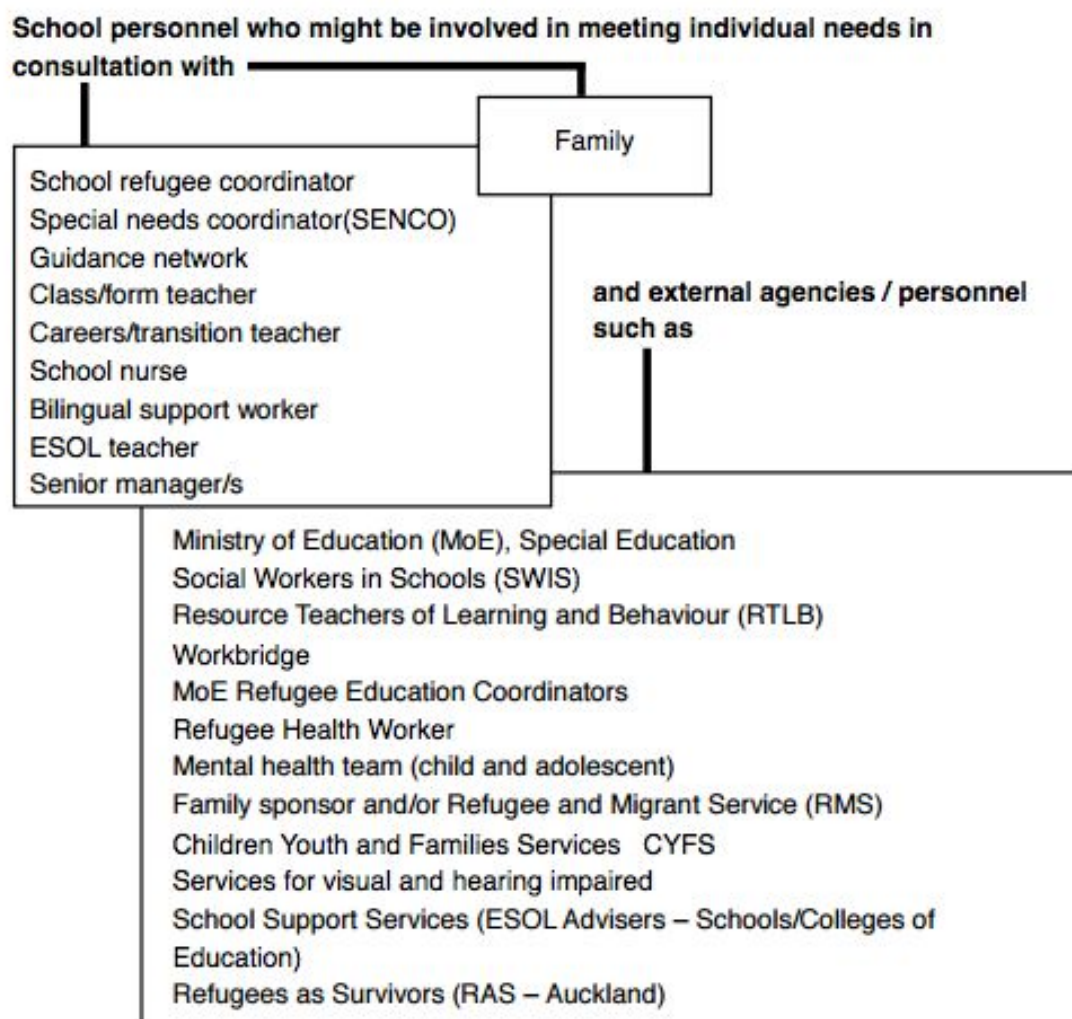 School personnel who might be involved in meeting individual needs in
consultation with
Family
School refugee coordinator
Special needs coordinator(SENCO)
Guidance network
Class/form teacher
Careers/transition teacher
School nurse
Bilingual support worker
ESOL teacher
Senior manager/s
and external agencies / personnel
such as
Ministry of Education (MoE), Special Education
Social Workers in Schools (SWIS)
Resource Teachers of Learning and Behaviour (RTLB)
Workbridge
MoE Refugee Education Coordinators
Refugee Health Worker
Mental health team (child and adolescent)
Family sponsor and/or Refugee and Migrant Service (RMS)
Children Youth and Families Services   CYFS
Services for visual and hearing impaired
School Support Services (ESOL Advisers – Schools/Colleges of
Education)
Refugees as Survivors (RAS – Auckland)